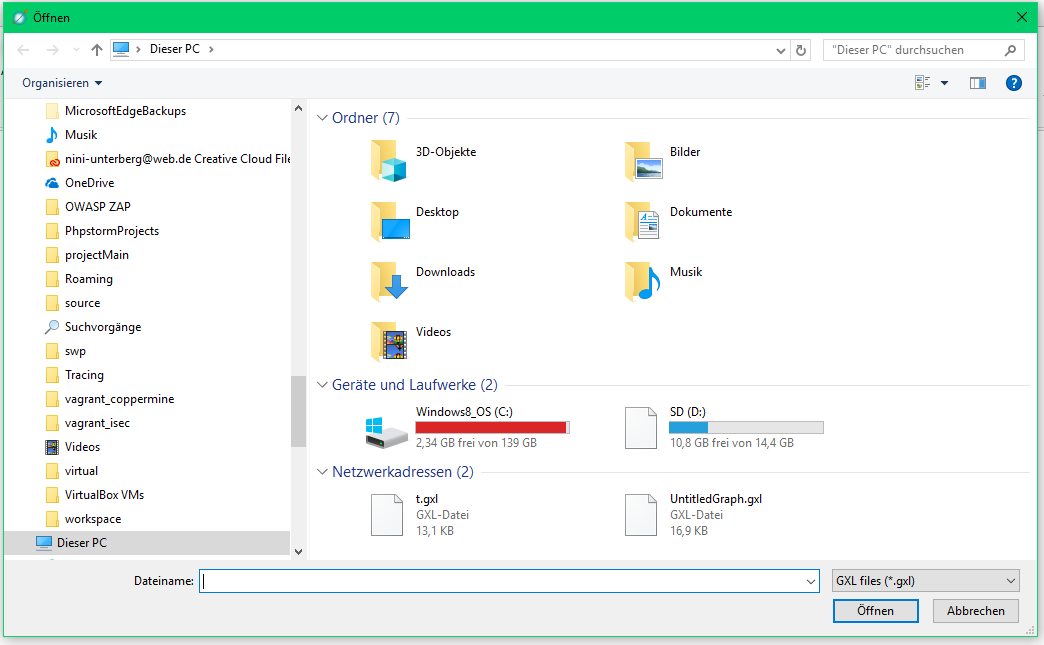 Öffnen
Dieser PC
"Dieser PC" durchsuchen
Organisieren
?
MicrosoftEdgeBackups
Musik
nini-unterberg@web.de Creative Cloud File
OneDrive
OWASP ZAP
PhpstormProjects
projectMain
Roaming
source
Suchvorgänge
swp
Tracing
vagrant_coppermine
vagrant_isec
Videos
virtual
VirtualBox VMs
workspace
Dieser PC
Ordner (7)
3D-Objekte
Bilder
Desktop
Dokumente
Downloads
Musik
Videos
Geräte und Laufwerke (2)
Windows8_OS (C:)
2,34 GB frei von 139 GB
SD (D:)
10,8 GB frei von 14,4 GB
Netzwerkadressen (2)
t.gxl
GXL-Datei
13,1 KB
UntitledGraph.gxl
GXL-Datei
16,9 KB
Dateiname:
GXL files (*.gxl)
Öffnen
Abbrechen